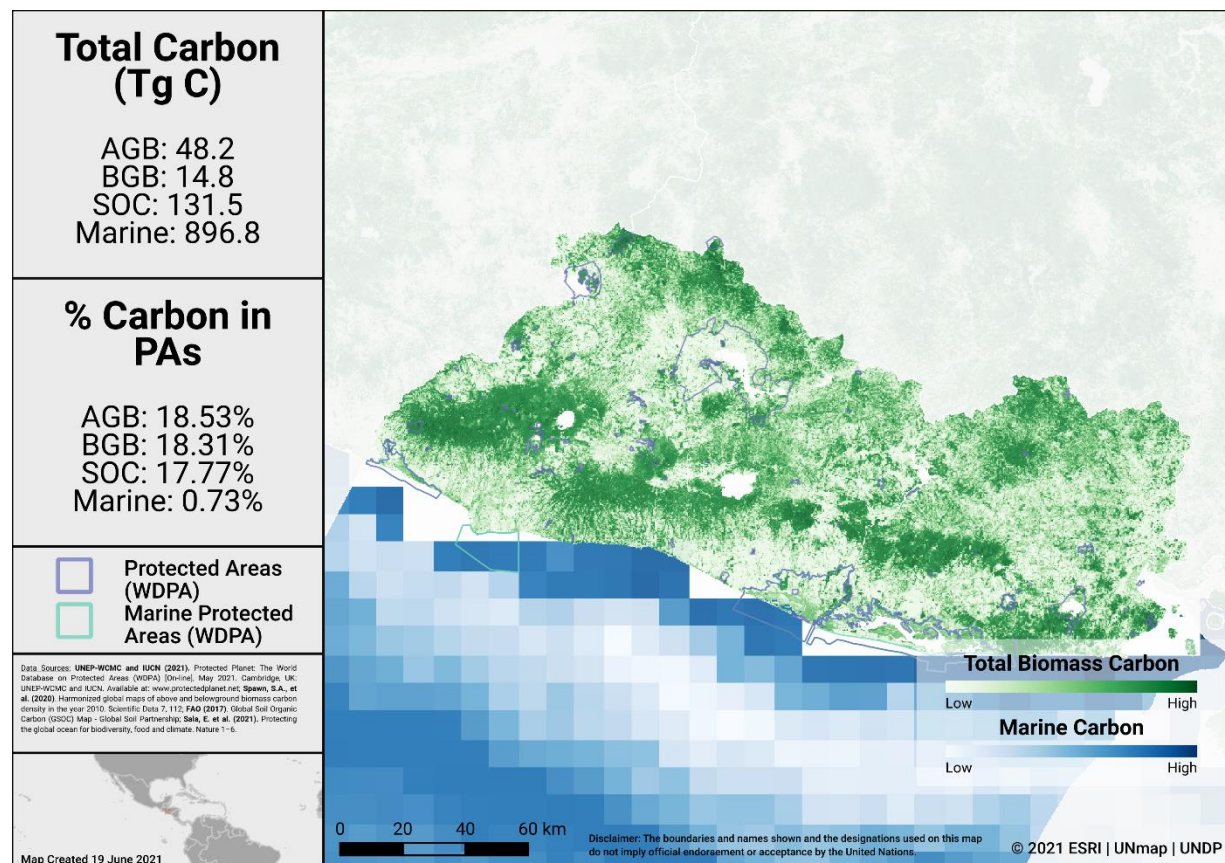 Total Carbon
(Tg C)
AGB: 48.2
BGB: 14.8
SOC: 131.5
Marine: 896.8
% Carbon in
PAs
AGB: 18.53%
BGB: 18.31%
SOC: 17.77%
Marine: 0.73%
Protected Areas
(WDPA)
Marine Protected
Areas (WDPA)
Data Sources: UNEP-WCMC and IUCN (2021). Protected Planet: The World
Database on Protected Areas (WDPA) [On-line], May 2021. Cambridge, UK:
UNEP-WCMC and IUCN. Available at: www.protectedplanet.net; Spawn, S.A., et
al. (2020). Harmonized global maps of above and belowground biomass carbon
density in the year 2010. Scientific Data 7, 112; FAO (2017). Global Soil Organic
Carbon (GSOC) Map - Global Soil Partnership; Sala, E. et al. (2021). Protecting
the global ocean for biodiversity, food and climate. Nature 1–6.
Map Created 19 June 2021
Total Biomass Carbon
Low High
Marine Carbon
Low High
0 20 40 60 km
Disclaimer: The boundaries and names shown and the designations used on this map
do not imply official endorsement or acceptance by the United Nations.
© 2021 ESRI | UNmap | UNDP